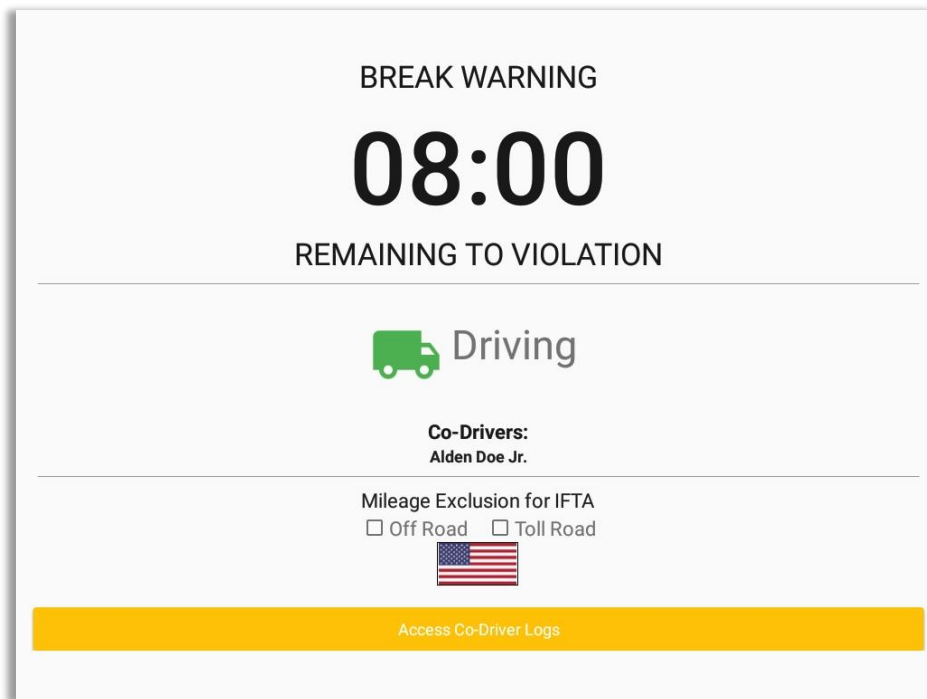 BREAK WARNING
08:00
REMAINING TO VIOLATION
Driving
Co-Drivers:
Alden Doe Jr.
Mileage Exclusion for IFTA
Off Road Toll Road
Access Co-Driver Logs